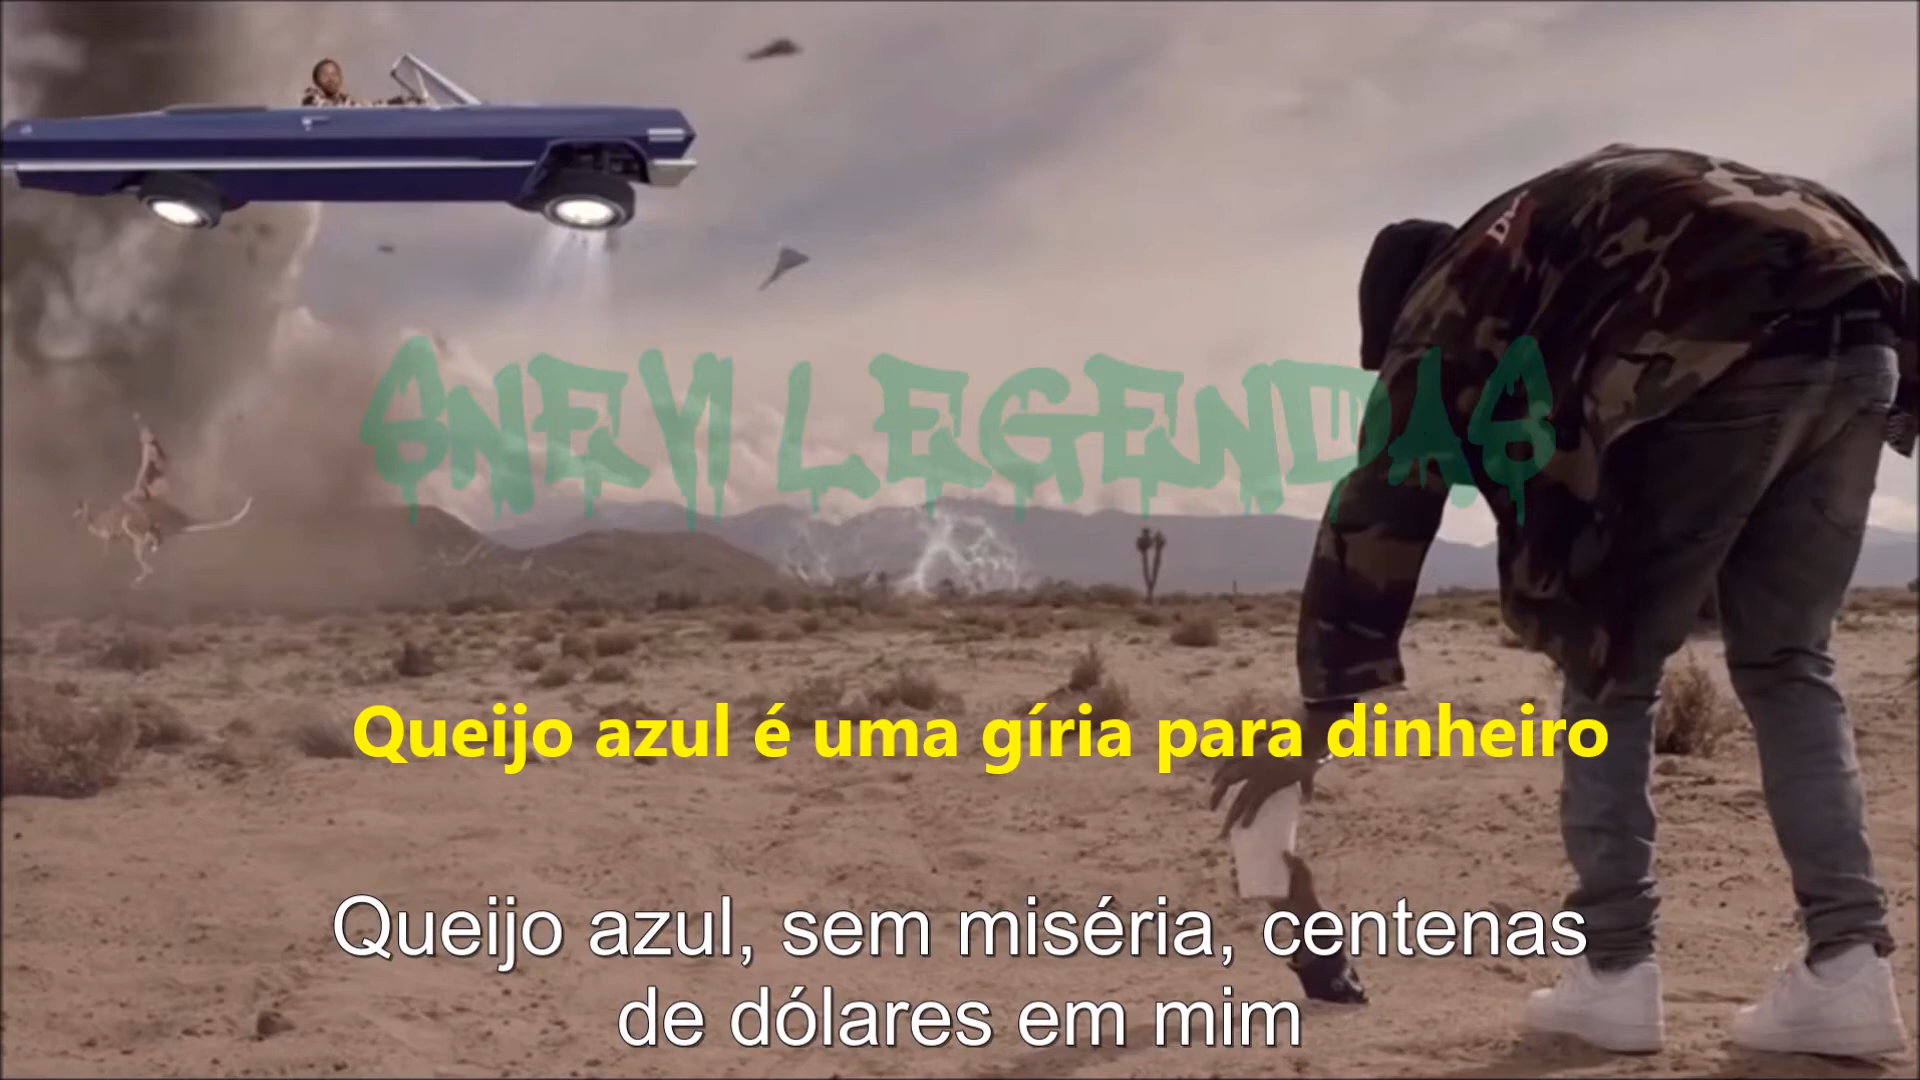 SNEYI LEGENDAS
Queijo azul é uma gíria para dinheiro
Queijo azul, sem miséria, centenas
de dólares em mim